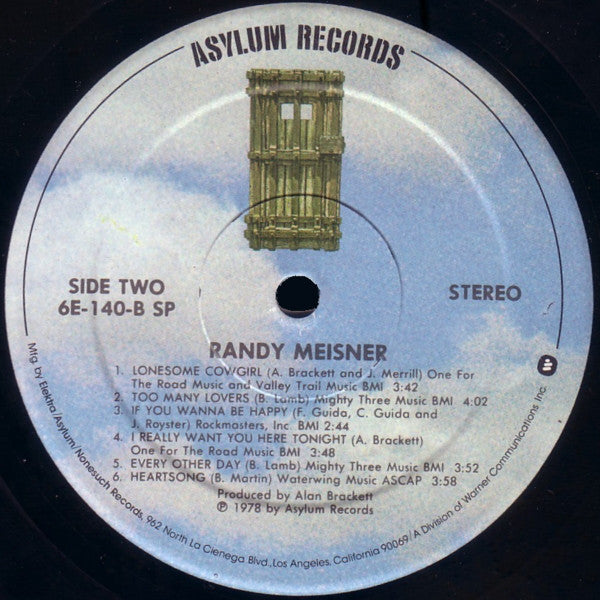 ASYLUM RECORDS
SIDE TWO
6E-140-B SP
STEREO
RANDY MEISNER
1. LONESOME COWGIRL (A. Brackett and J. Merrill) One For
The Road Music and Valley Trail Music BMI 3:42
2. TOO MANY LOVERS (B. Lamb) Mighty Three Music BMI 4:02
3. IF YOU WANNA BE HAPPY (F. Guida, C. Guida and
J. Royster) Rockmasters, Inc. BMI 2:44
4. I REALLY WANT YOU HERE TONIGHT (A. Brackett)
One For The Road Music BMI 3:48
5. EVERY OTHER DAY (B. Lamb) Mighty Three Music BMI 3:52
6. HEARTSONG (B. Martin) Waterwing Music ASCAP 3:58
Produced by Alan Brackett
℗ 1978 by Asylum Records
Mfg. by Elektra/Asylum/Nonesuch Records, 962 North La Cienega Blvd., Los Angeles, California 90069/A Division of Warner Communications Inc.